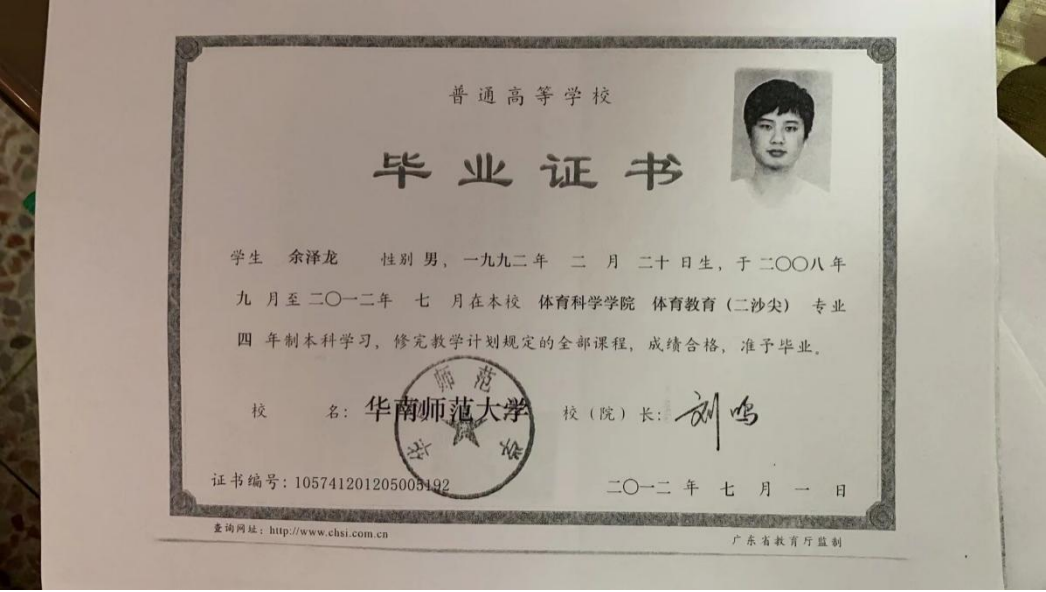 普通高等学校
毕业证书
学生 余泽龙 性别 男，一九九二年 二 月 二十 日生，于二〇〇八年
九 月至二〇一二年 七 月在本校 体育科学学院 体育教育（二沙尖） 专业
四 年制本科学习，修完教学计划规定的全部课程，成绩合格，准予毕业。
校 名：华南师范大学 校（院）长：刘鸣
华南师范大学
证书编号：105741201205005192 二〇一二年 七 月 一 日
查询网址：http://www.chsi.com.cn 广东省教育厅监制